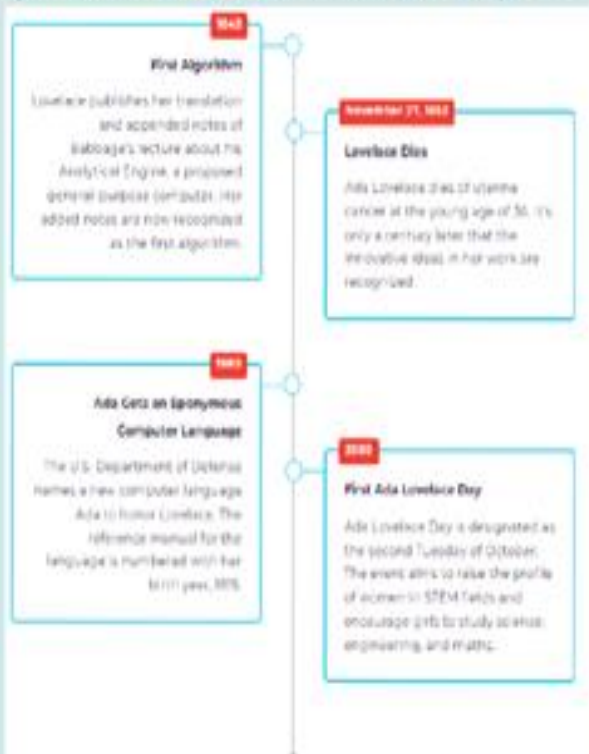 1843
First Algorithm
Lovelace publishes her translation
and appended notes of
Babbage's lecture about his
Analytical Engine, a proposed
general purpose computer. Her
added notes are now recognized
as the first algorithm.
November 27, 1852
Lovelace Dies
Ada Lovelace dies of uterine
cancer at the young age of 36. It's
only a century later that the
innovative ideas in her work are
recognized.
Ada Gets an Eponymous
Computer Language
The U.S. Department of Defense
names a new computer language
Ada to honor Lovelace. The
reference manual for the
language is numbered with her
birth year, 1815.
First Ada Lovelace Day
Ada Lovelace Day is designated as
the second Tuesday of October.
The event aims to raise the profile
of women in STEM fields and
encourage girls to study science,
engineering, and maths.